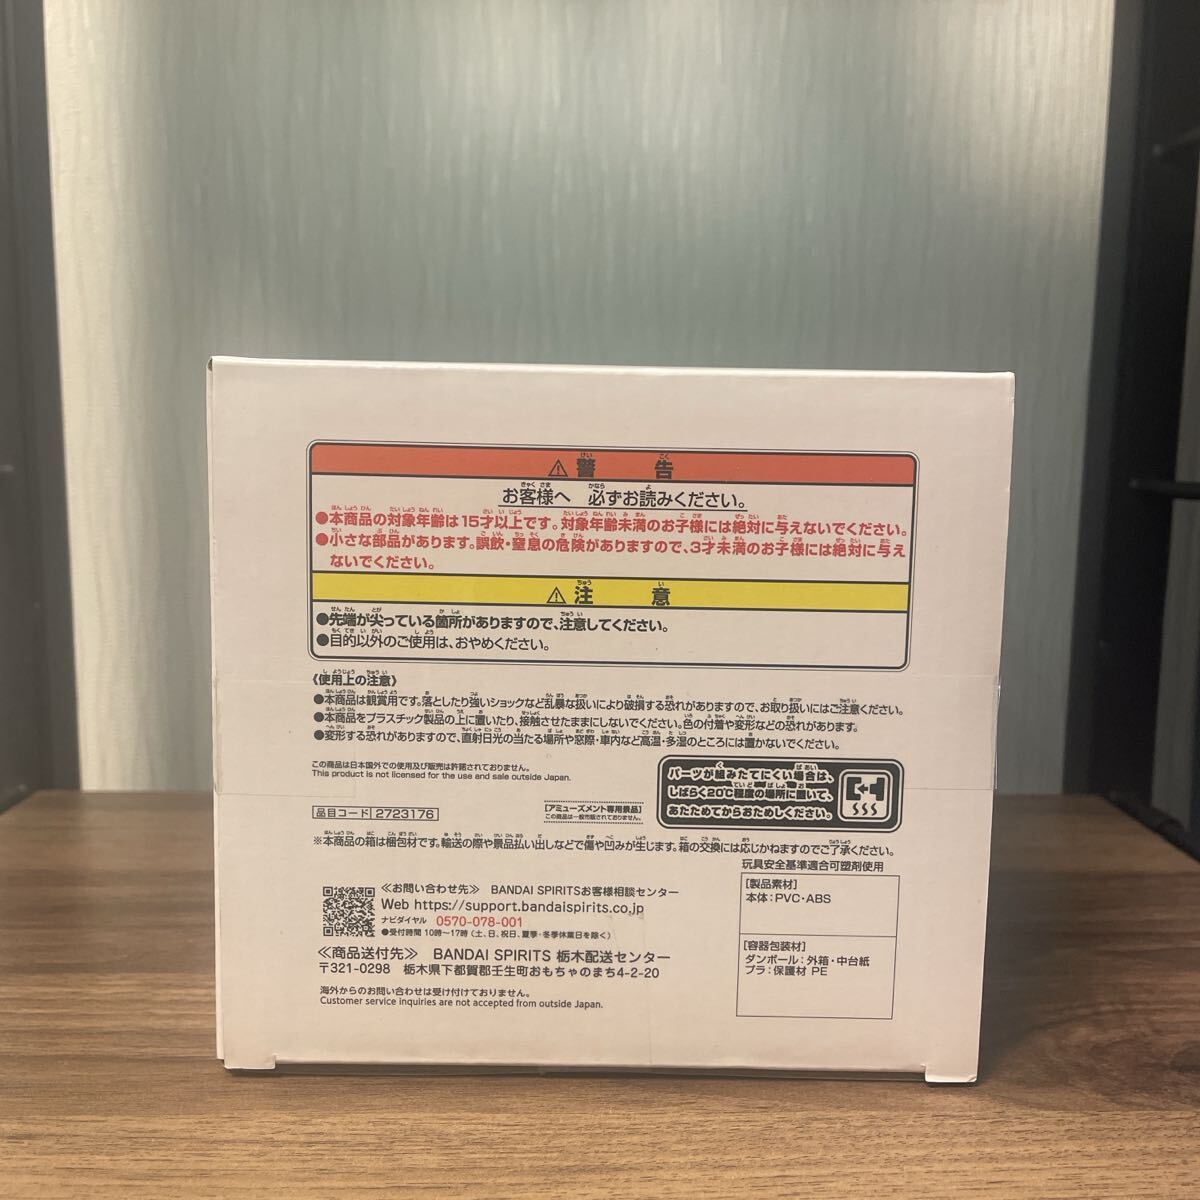 ⚠警告
お客様へ 必ずお読みください。
●本商品の対象年齢は15才以上です。対象年齢未満のお子様には絶対に与えないでください。
●小さな部品があります。誤飲・窒息の危険がありますので、3才未満のお子様には絶対に与え
ないでください。
⚠注意
●先端が尖っている箇所がありますので、注意してください。
●目的以外のご使用は、おやめください。
《使用上の注意》
●本商品は観賞用です。落としたり強いショックなど乱暴な扱いにより破損する恐れがありますので、お取り扱いにはご注意ください。
●本商品をプラスチック製品の上に置いたり、接触させたままにしないでください。色の付着や変形などの恐れがあります。
●変形する恐れがありますので、直射日光の当たる場所や窓際・車内など高温・多湿のところには置かないでください。
この商品は日本国外での使用及び販売は許諾されておりません。
This product is not licensed for the use and sale outside Japan.
パーツが組みたてにくい場合は、
しばらく20℃程度の場所に置いて、
あたためてからおためしください。
品目コード 2723176
[アミューズメント専用景品]
この商品は一般市販されておりません。
※本商品の箱は梱包材です。輸送の際や景品払い出しなどで傷や凹みが生じます。箱の交換には応じかねますのでご了承ください。
玩具安全基準適合可塑剤使用
≪お問い合わせ先≫ BANDAI SPIRITSお客様相談センター
Web https://support.bandaispirits.co.jp
ナビダイヤル 0570-078-001
●受付時間 10時〜17時(土、日、祝日、夏季・冬季休業日を除く)
≪商品送付先≫ BANDAI SPIRITS 栃木配送センター
〒321-0298 栃木県下都賀郡壬生町おもちゃのまち4-2-20
海外からのお問い合わせは受け付けておりません。
Customer service inquiries are not accepted from outside Japan.
[製品素材]
本体:PVC・ABS
[容器包装材]
ダンボール:外箱・中台紙
プラ:保護材 PE